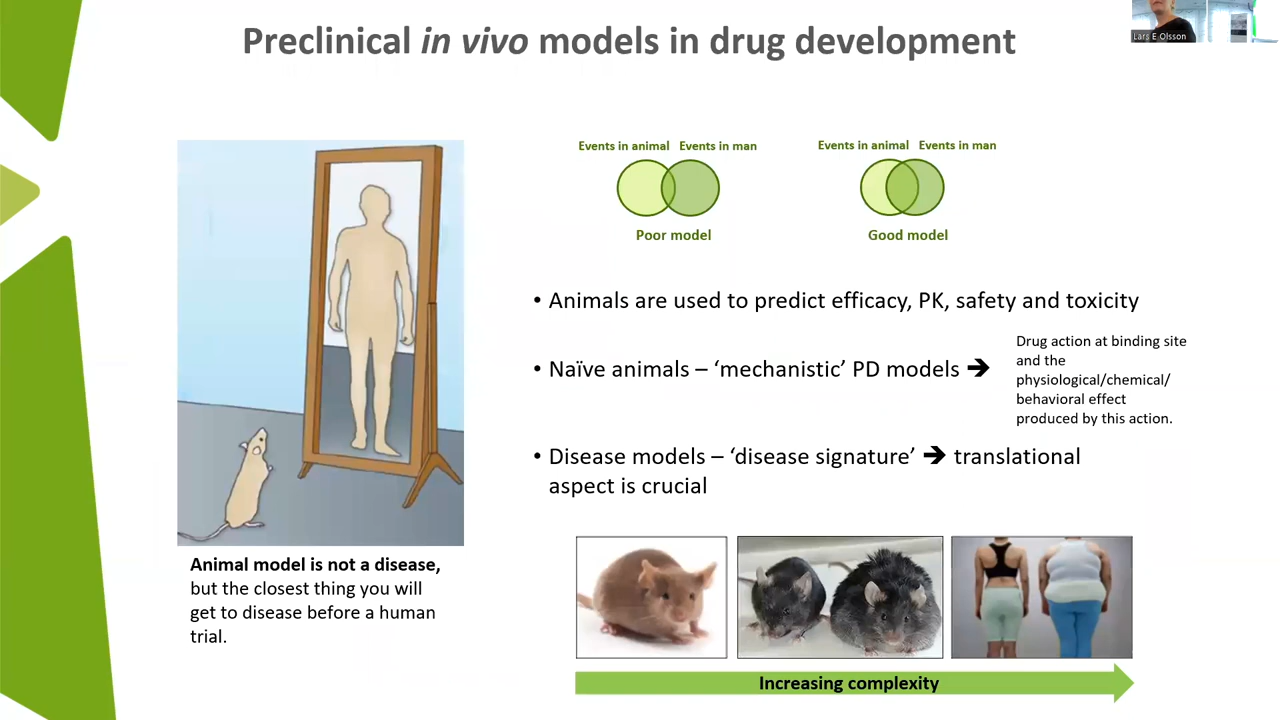 Preclinical in vivo models in drug development
Lars E Olsson
Events in animal Events in man
Poor model
Events in animal Events in man
Good model
• Animals are used to predict efficacy, PK, safety and toxicity
• Naïve animals – ‘mechanistic’ PD models ➔
Drug action at binding site
and the
physiological/chemical/
behavioral effect
produced by this action.
• Disease models – ‘disease signature’ ➔ translational
aspect is crucial
Animal model is not a disease,
but the closest thing you will
get to disease before a human
trial.
Increasing complexity